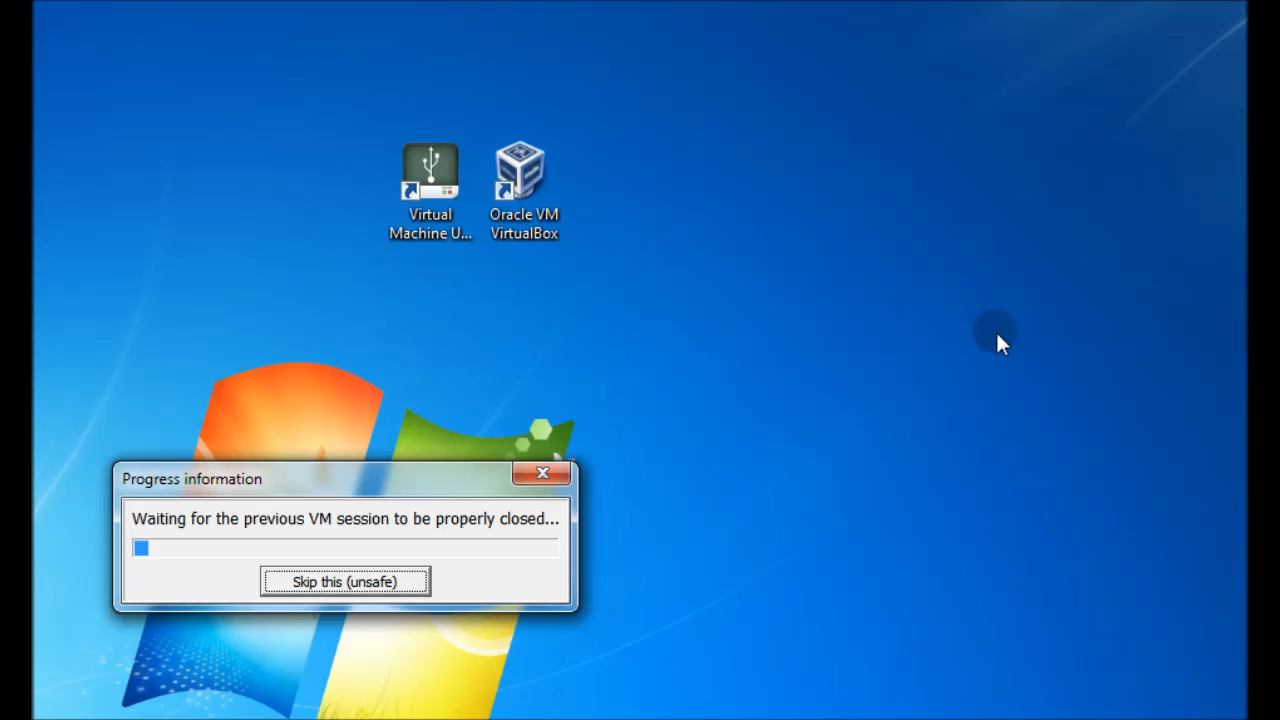 Virtual
Machine U...
Oracle VM
VirtualBox
Progress information
Waiting for the previous VM session to be properly closed...
Skip this (unsafe)